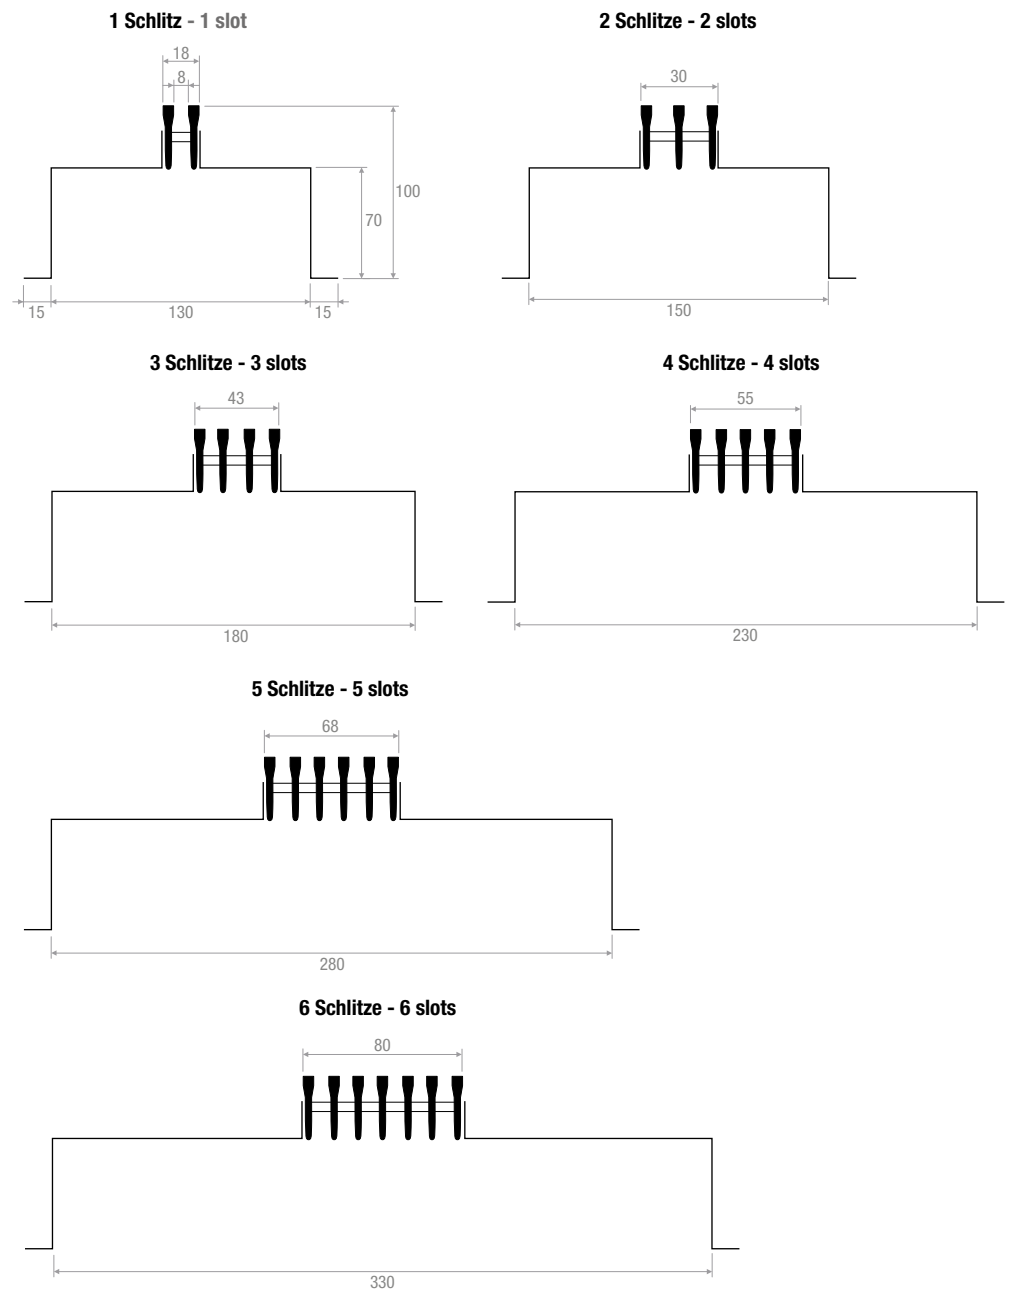 1 Schlitz - 1 slot
18
8
100
70
15
130
15
2 Schlitze - 2 slots
30
150
3 Schlitze - 3 slots
43
180
4 Schlitze - 4 slots
55
230
5 Schlitze - 5 slots
68
280
6 Schlitze - 6 slots
80
330